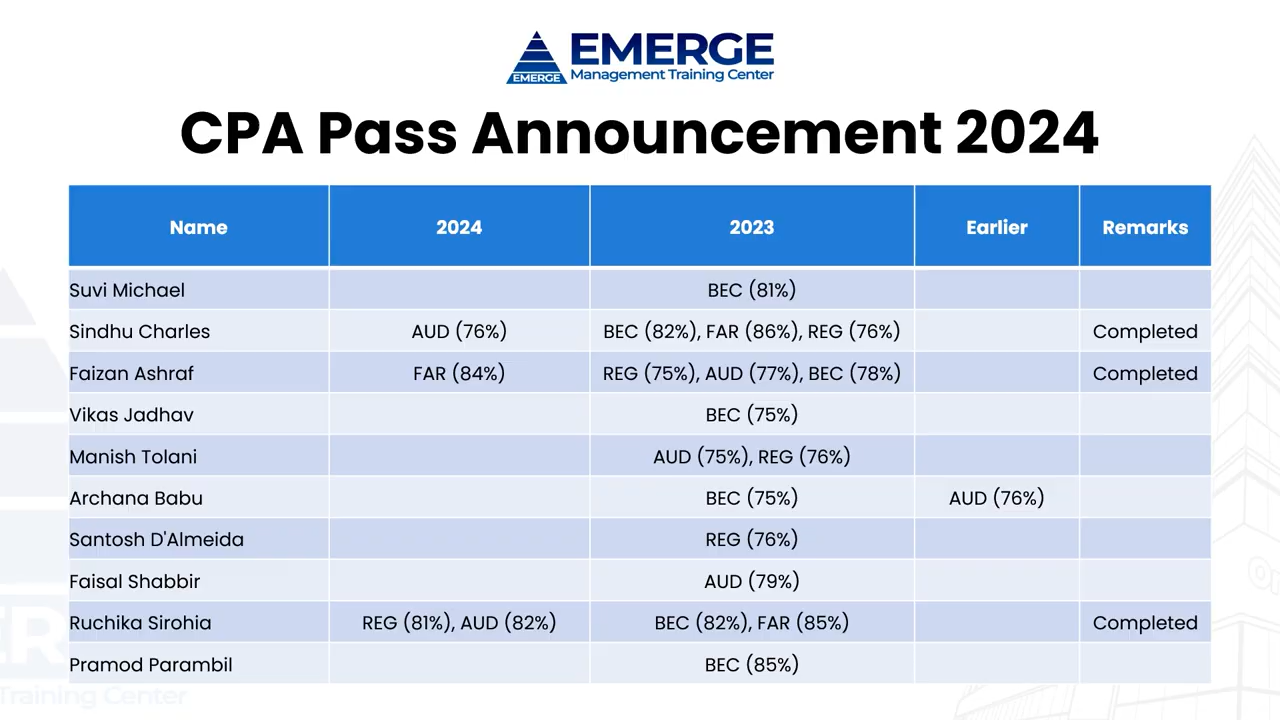 EMERGE
EMERGE
Management Training Center
CPA Pass Announcement 2024
Name 2024 2023 Earlier Remarks
Suvi Michael BEC (81%)
Sindhu Charles AUD (76%) BEC (82%), FAR (86%), REG (76%) Completed
Faizan Ashraf FAR (84%) REG (75%), AUD (77%), BEC (78%) Completed
Vikas Jadhav BEC (75%)
Manish Tolani AUD (75%), REG (76%)
Archana Babu BEC (75%) AUD (76%)
Santosh D'Almeida REG (76%)
Faisal Shabbir AUD (79%)
Ruchika Sirohia REG (81%), AUD (82%) BEC (82%), FAR (85%) Completed
Pramod Parambil BEC (85%)
Training Center